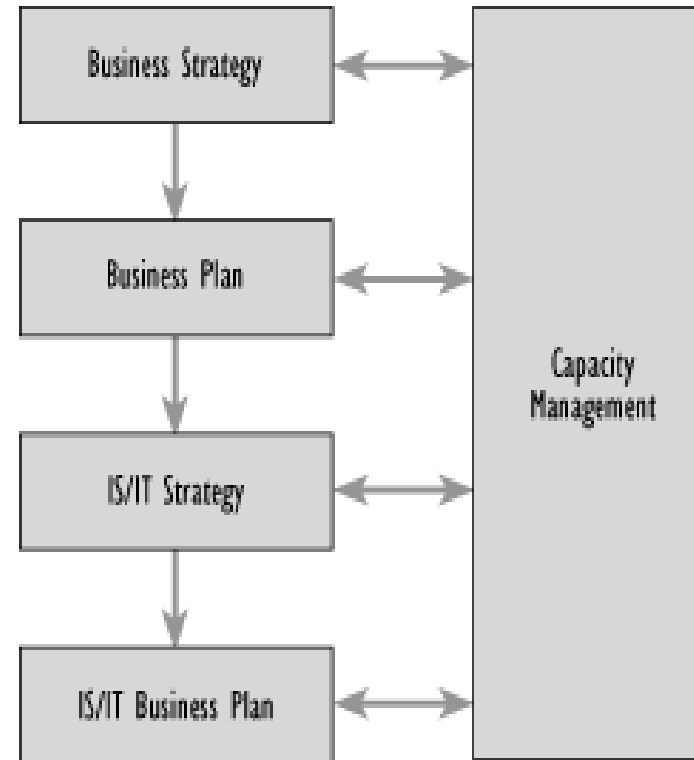 Business Strategy
Business Plan
Capacity
Management
IS/IT Strategy
IS/IT Business Plan